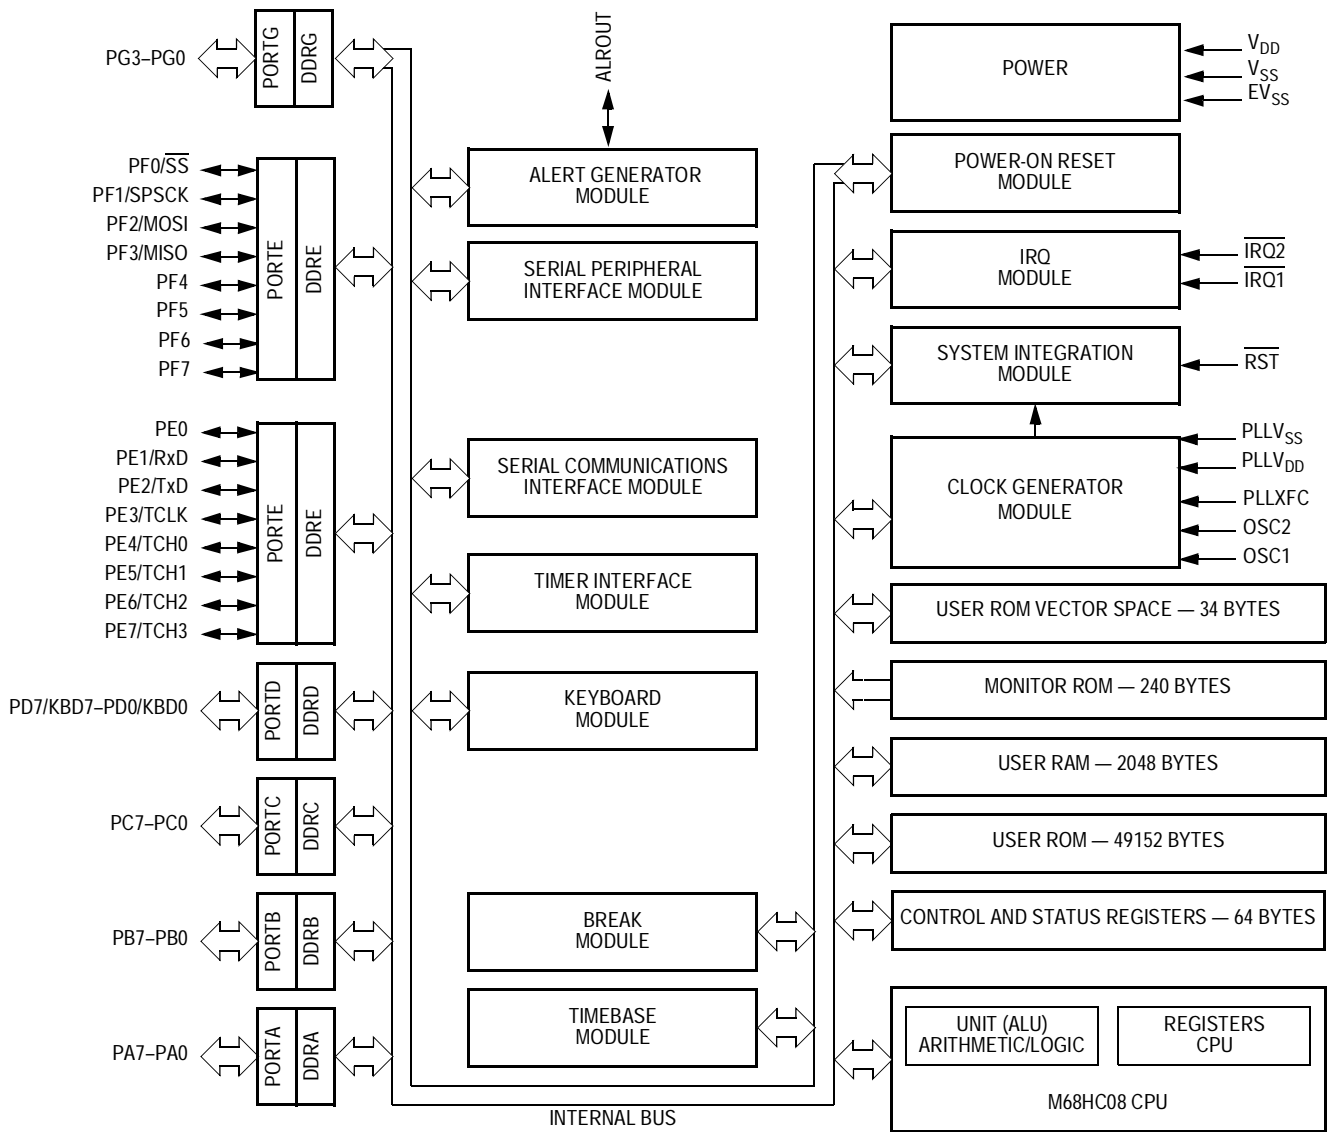 PG3–PG0
PORTG
DDRG
PF0/SS
PF1/SPSCK
PF2/MOSI
PF3/MISO
PF4
PF5
PF6
PF7
PORTE
DDRE
PE0
PE1/RxD
PE2/TxD
PE3/TCLK
PE4/TCH0
PE5/TCH1
PE6/TCH2
PE7/TCH3
PORTE
DDRE
PD7/KBD7–PD0/KBD0
PORTD
DDRD
PC7–PC0
PORTC
DDRC
PB7–PB0
PORTB
DDRB
PA7–PA0
PORTA
DDRA
ALROUT
ALERT GENERATOR
MODULE
SERIAL PERIPHERAL
INTERFACE MODULE
SERIAL COMMUNICATIONS
INTERFACE MODULE
TIMER INTERFACE
MODULE
KEYBOARD
MODULE
BREAK
MODULE
TIMEBASE
MODULE
INTERNAL BUS
POWER
VDD
VSS
EVSS
POWER-ON RESET
MODULE
IRQ
MODULE
IRQ2
IRQ1
SYSTEM INTEGRATION
MODULE
RST
CLOCK GENERATOR
MODULE
PLLVSS
PLLVDD
PLLXFC
OSC2
OSC1
USER ROM VECTOR SPACE — 34 BYTES
MONITOR ROM — 240 BYTES
USER RAM — 2048 BYTES
USER ROM — 49152 BYTES
CONTROL AND STATUS REGISTERS — 64 BYTES
UNIT (ALU)
ARITHMETIC/LOGIC
REGISTERS
CPU
M68HC08 CPU